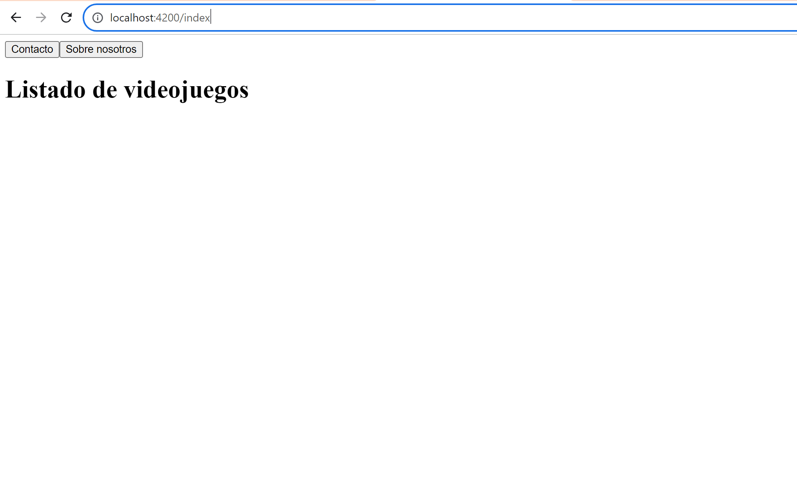 localhost:4200/index
Contacto Sobre nosotros
Listado de videojuegos